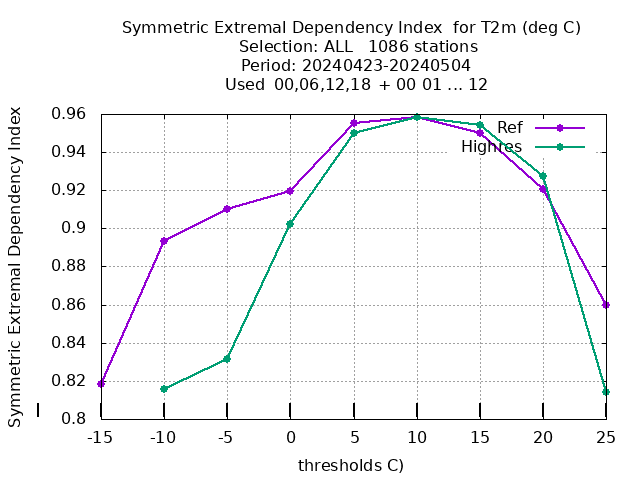 Symmetric Extremal Dependency Index  for T2m (deg C)
Selection: ALL   1086 stations
Period: 20240423-20240504
Used  00,06,12,18  + 00 01 ... 12
Symmetric Extremal Dependency Index
0.96
0.94
0.92
0.9
0.88
0.86
0.84
0.82
0.8
Ref
Highres
-15 -10 -5 0 5 10 15 20 25
thresholds C)